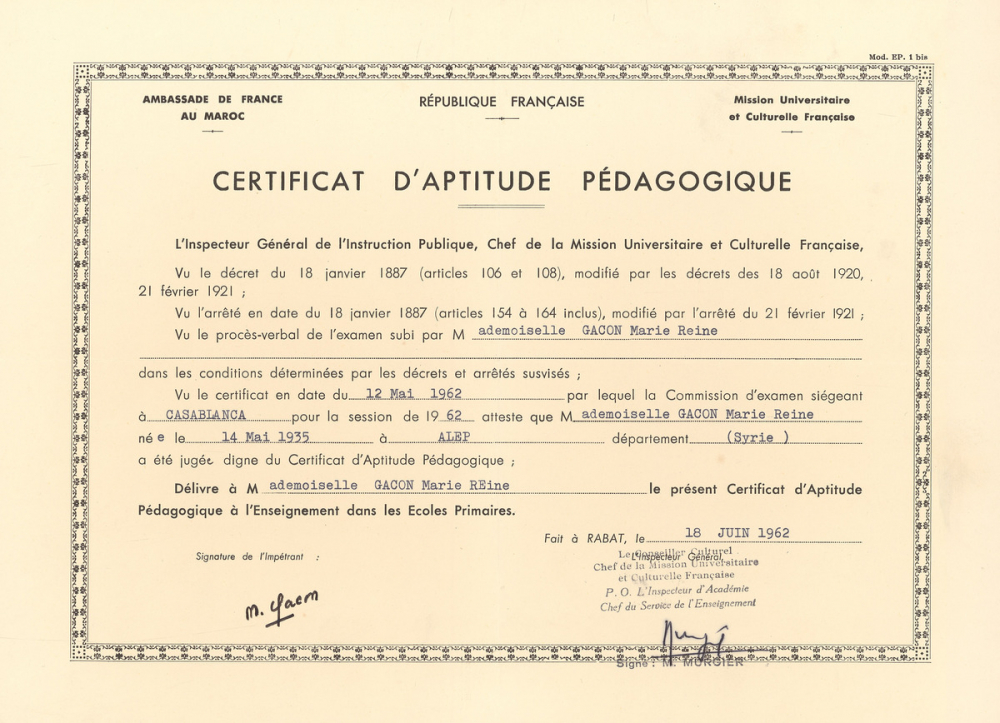 Mod. EP. 1 bis
AMBASSADE DE FRANCE
AU MAROC
RÉPUBLIQUE FRANÇAISE
Mission Universitaire
et Culturelle Française
CERTIFICAT D'APTITUDE PÉDAGOGIQUE
L'Inspecteur Général de l'Instruction Publique, Chef de la Mission Universitaire et Culturelle Française,
Vu le décret du 18 janvier 1887 (articles 106 et 108), modifié par les décrets des 18 août 1920,
21 février 1921 ;
Vu l'arrêté en date du 18 janvier 1887 (articles 154 à 164 inclus), modifié par l'arrêté du 21 février 1921 ;
Vu le procès-verbal de l'examen subi par M ademoiselle GACON Marie Reine
dans les conditions déterminées par les décrets et arrêtés susvisés ;
Vu le certificat en date du 12 Mai 1962 par lequel la Commission d'examen siégeant
à CASABLANCA pour la session de 19 62 atteste que M ademoiselle GACON Marie Reine
né e le 14 Mai 1935 à ALEP département (Syrie )
a été jugée digne du Certificat d'Aptitude Pédagogique ;
Délivre à M ademoiselle GACON Marie REine le présent Certificat d'Aptitude
Pédagogique à l'Enseignement dans les Ecoles Primaires.
Fait à RABAT, le 18 JUIN 1962
Signature de l'Impétrant :
L'Inspecteur Général,
Le Conseiller Culturel
Chef de la Mission Universitaire
et Culturelle Française
P. O. L'Inspecteur d'Académie
Chef du Service de l'Enseignement
M. Gacon
Signé : M. MURGIER